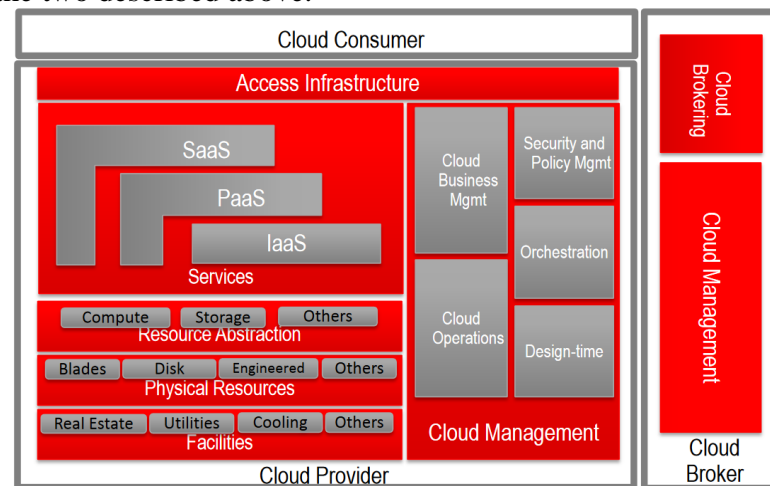 the two described above.
Cloud Consumer
Access Infrastructure
SaaS
PaaS
IaaS
Services
Compute
Storage
Others
Resource Abstraction
Blades
Disk
Engineered
Others
Physical Resources
Real Estate
Utilities
Cooling
Others
Facilities
Cloud
Business
Mgmt
Security and
Policy Mgmt
Orchestration
Cloud
Operations
Design-time
Cloud Management
Cloud Provider
Cloud
Brokering
Cloud Management
Cloud
Broker